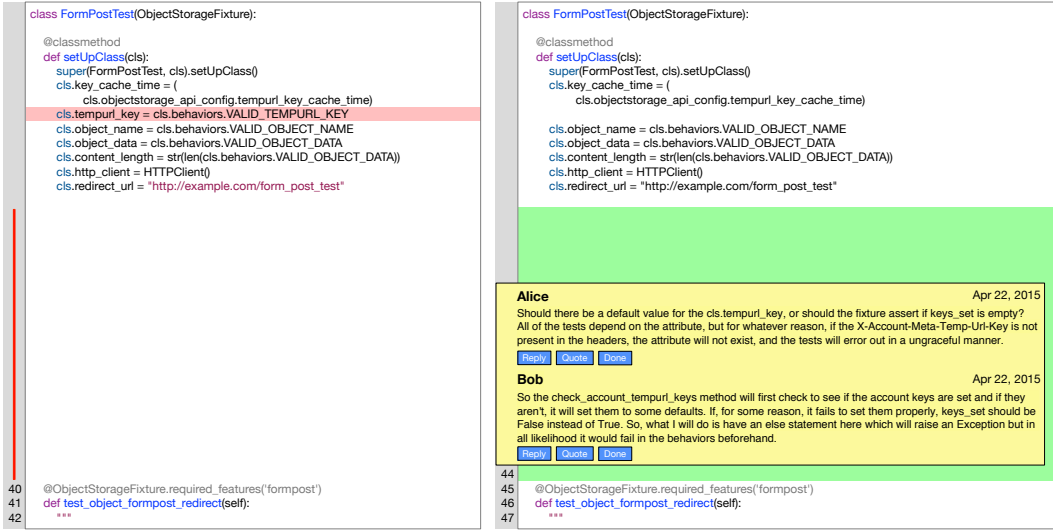 class FormPostTest(ObjectStorageFixture):
@classmethod
def setUpClass(cls):
super(FormPostTest, cls).setUpClass()
cls.key_cache_time = (
cls.objectstorage_api_config.tempurl_key_cache_time)
cls.tempurl_key = cls.behaviors.VALID_TEMPURL_KEY
cls.object_name = cls.behaviors.VALID_OBJECT_NAME
cls.object_data = cls.behaviors.VALID_OBJECT_DATA
cls.content_length = str(len(cls.behaviors.VALID_OBJECT_DATA))
cls.http_client = HTTPClient()
cls.redirect_url = "http://example.com/form_post_test"
40 @ObjectStorageFixture.required_features('formpost')
41 def test_object_formpost_redirect(self):
42 """
class FormPostTest(ObjectStorageFixture):
@classmethod
def setUpClass(cls):
super(FormPostTest, cls).setUpClass()
cls.key_cache_time = (
cls.objectstorage_api_config.tempurl_key_cache_time)
cls.object_name = cls.behaviors.VALID_OBJECT_NAME
cls.object_data = cls.behaviors.VALID_OBJECT_DATA
cls.content_length = str(len(cls.behaviors.VALID_OBJECT_DATA))
cls.http_client = HTTPClient()
cls.redirect_url = "http://example.com/form_post_test"
Alice Apr 22, 2015
Should there be a default value for the cls.tempurl_key, or should the fixture assert if keys_set is empty?
All of the tests depend on the attribute, but for whatever reason, if the X-Account-Meta-Temp-Url-Key is not
present in the headers, the attribute will not exist, and the tests will error out in a ungraceful manner.
Reply Quote Done
Bob Apr 22, 2015
So the check_account_tempurl_keys method will first check to see if the account keys are set and if they
aren't, it will set them to some defaults. If, for some reason, it fails to set them properly, keys_set should be
False instead of True. So, what I will do is have an else statement here which will raise an Exception but in
all likelihood it would fail in the behaviors beforehand.
Reply Quote Done
44
45 @ObjectStorageFixture.required_features('formpost')
46 def test_object_formpost_redirect(self):
47 """